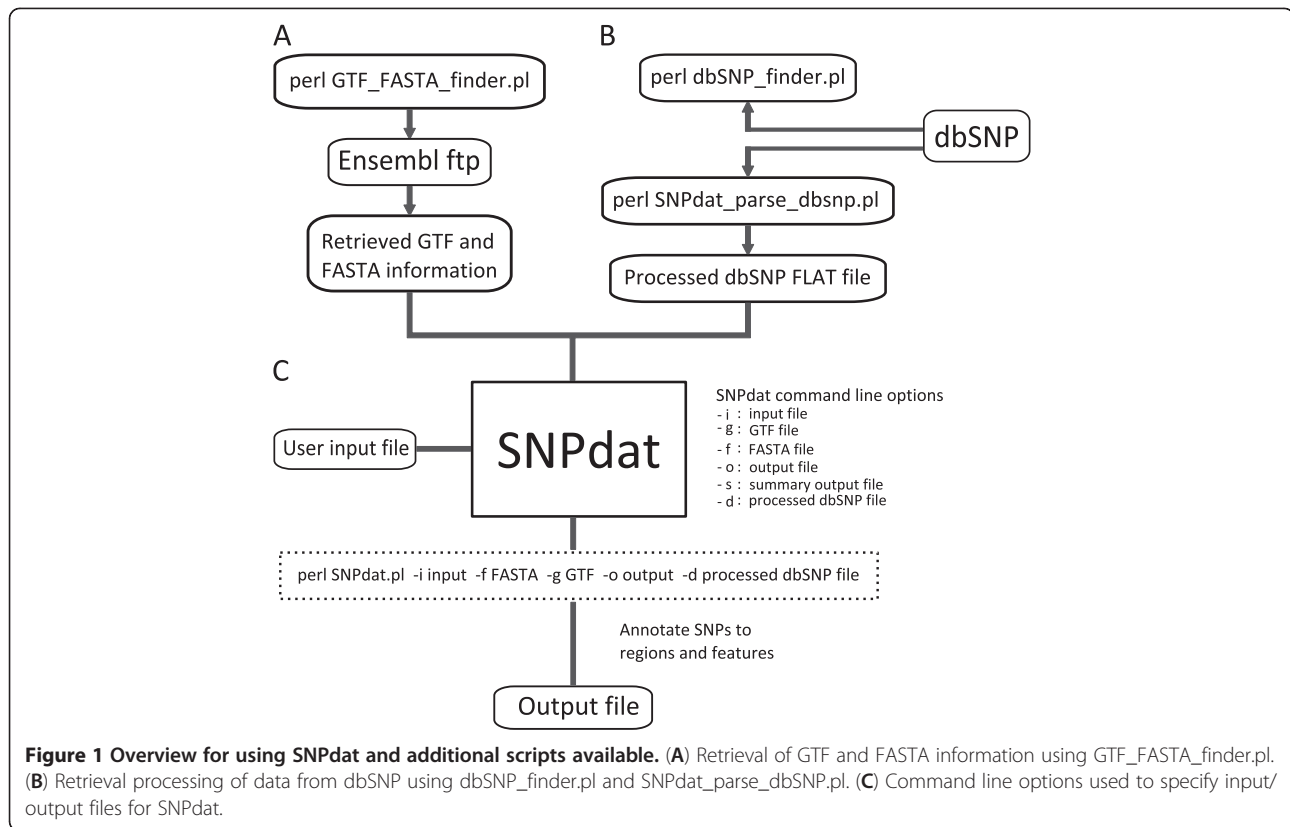 A
B
perl GTF_FASTA_finder.pl
perl dbSNP_finder.pl
dbSNP
Ensembl ftp
perl SNPdat_parse_dbsnp.pl
Retrieved GTF and
FASTA information
Processed dbSNP FLAT file
C
SNPdat
User input file
SNPdat command line options
- i : input file
- g : GTF file
- f : FASTA file
- o : output file
- s : summary output file
- d : processed dbSNP file
perl SNPdat.pl -i input -f FASTA -g GTF -o output -d processed dbSNP file
Annotate SNPs to
regions and features
Output file
Figure 1 Overview for using SNPdat and additional scripts available. (A) Retrieval of GTF and FASTA information using GTF_FASTA_finder.pl.
(B) Retrieval processing of data from dbSNP using dbSNP_finder.pl and SNPdat_parse_dbSNP.pl. (C) Command line options used to specify input/
output files for SNPdat.